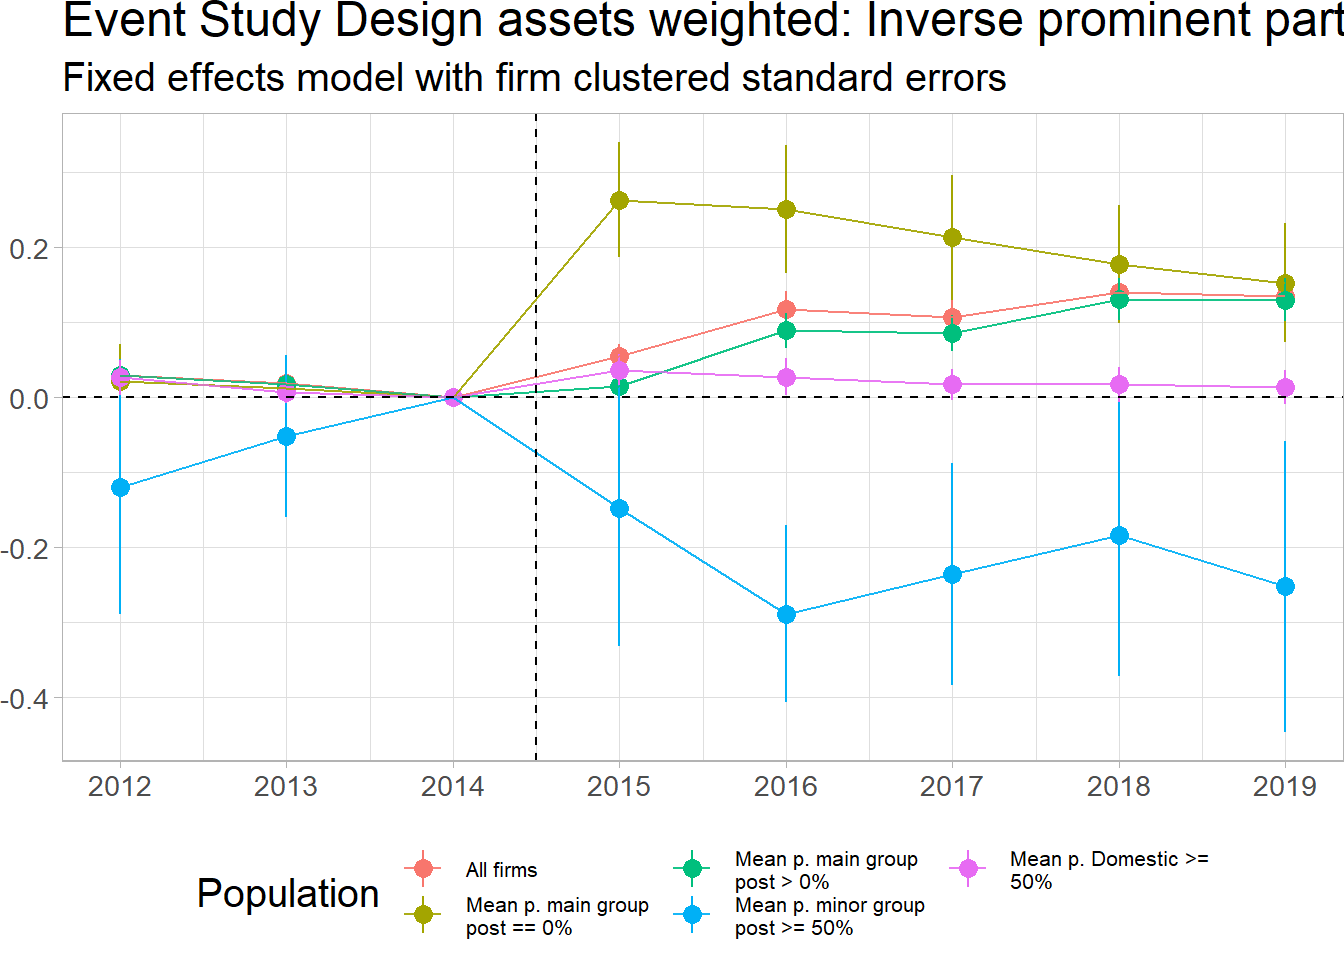 Event Study Design assets weighted: Inverse prominent part
Fixed effects model with firm clustered standard errors
0.2
0.0
-0.2
-0.4
2012 2013 2014 2015 2016 2017 2018 2019
Population
All firms
Mean p. main group
post == 0%
Mean p. main group
post > 0%
Mean p. minor group
post >= 50%
Mean p. Domestic >=
50%